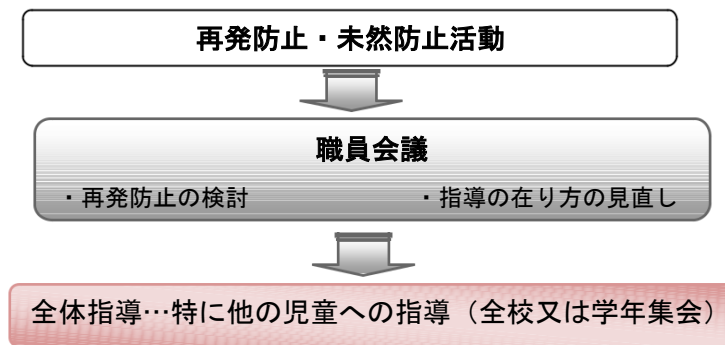 再発防止・未然防止活動
職員会議
・再発防止の検討 ・指導の在り方の見直し
全体指導…特に他の児童への指導（全校又は学年集会）